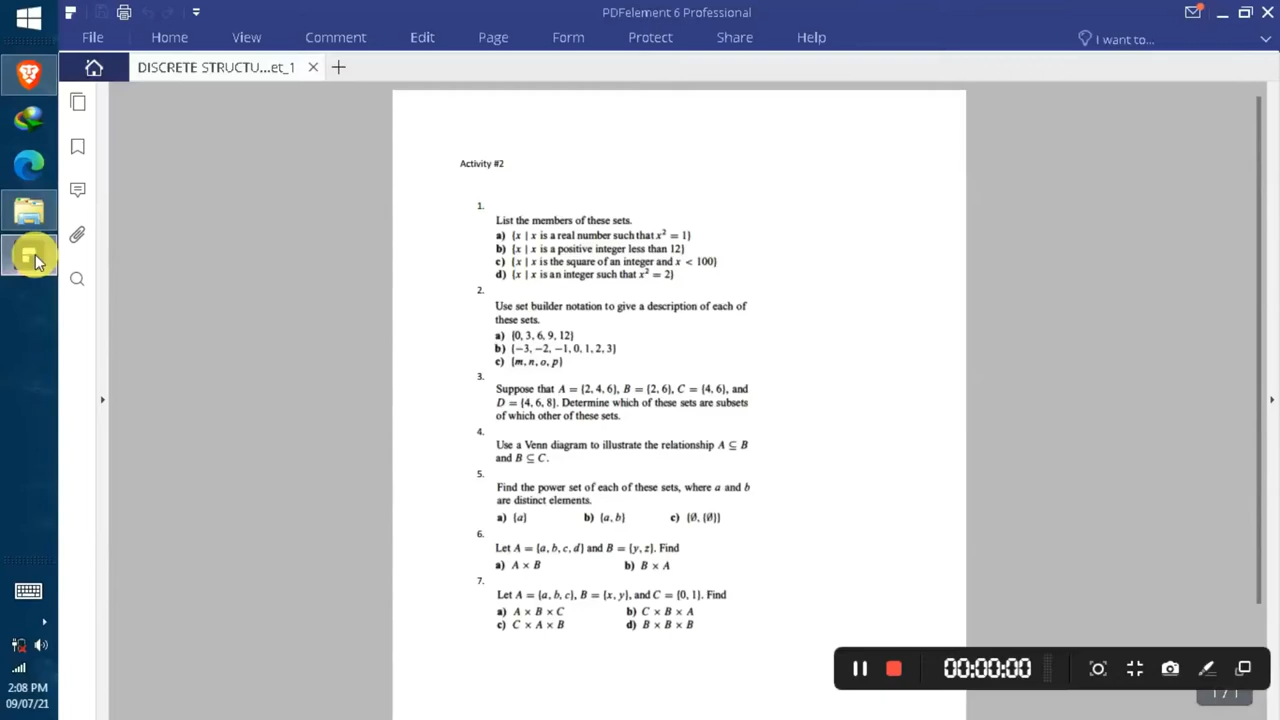 PDFelement 6 Professional
File Home View Comment Edit Page Form Protect Share Help I want to...
DISCRETE STRUCTU...et_1
Activity #2
1.
List the members of these sets.
a) {x | x is a real number such that x² = 1}
b) {x | x is a positive integer less than 12}
c) {x | x is the square of an integer and x < 100}
d) {x | x is an integer such that x² = 2}
2.
Use set builder notation to give a description of each of
these sets.
a) {0, 3, 6, 9, 12}
b) {−3, −2, −1, 0, 1, 2, 3}
c) {m, n, o, p}
3.
Suppose that A = {2, 4, 6}, B = {2, 6}, C = {4, 6}, and
D = {4, 6, 8}. Determine which of these sets are subsets
of which other of these sets.
4.
Use a Venn diagram to illustrate the relationship A ⊆ B
and B ⊆ C.
5.
Find the power set of each of these sets, where a and b
are distinct elements.
a) {a} b) {a, b} c) {∅, {∅}}
6.
Let A = {a, b, c, d} and B = {y, z}. Find
a) A × B b) B × A
7.
Let A = {a, b, c}, B = {x, y}, and C = {0, 1}. Find
a) A × B × C b) C × B × A
c) C × A × B d) B × B × B
00:00:00
1 / 1
2:08 PM
09/07/21